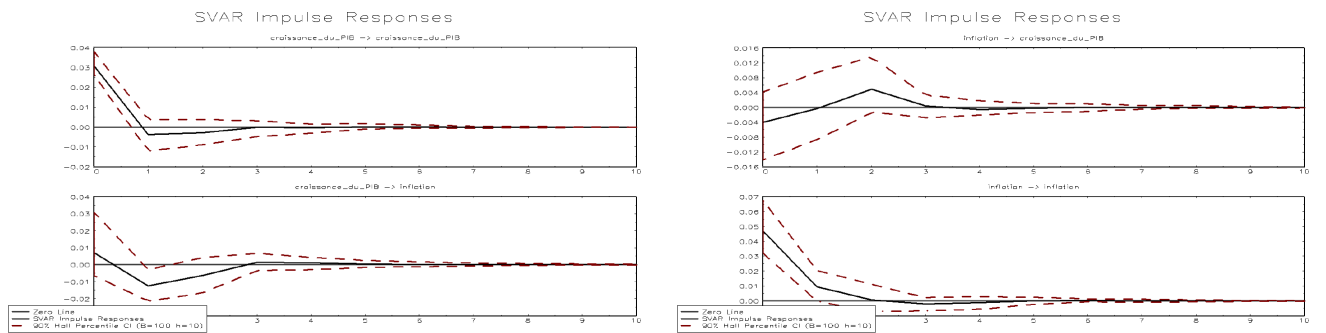 SVAR Impulse Responses
croissance_du_PIB -> croissance_du_PIB
0.04
0.03
0.02
0.01
0.00
-0.01
-0.02
0 1 2 3 4 5 6 7 8 9 10
croissance_du_PIB -> inflation
0.04
0.03
0.02
0.01
0.00
-0.01
-0.02
3 4 5 6 7 8 9 10
Zero Line
SVAR Impulse Responses
90% Hall Percentile CI (B=100 h=10)
SVAR Impulse Responses
inflation -> croissance_du_PIB
0.016
0.012
0.008
0.004
0.000
-0.004
-0.008
-0.012
-0.016
0 1 2 3 4 5 6 7 8 9 10
inflation -> inflation
0.07
0.06
0.05
0.04
0.03
0.02
0.01
0.00
3 4 5 6 7 8 9 10
Zero Line
SVAR Impulse Responses
90% Hall Percentile CI (B=100 h=10)